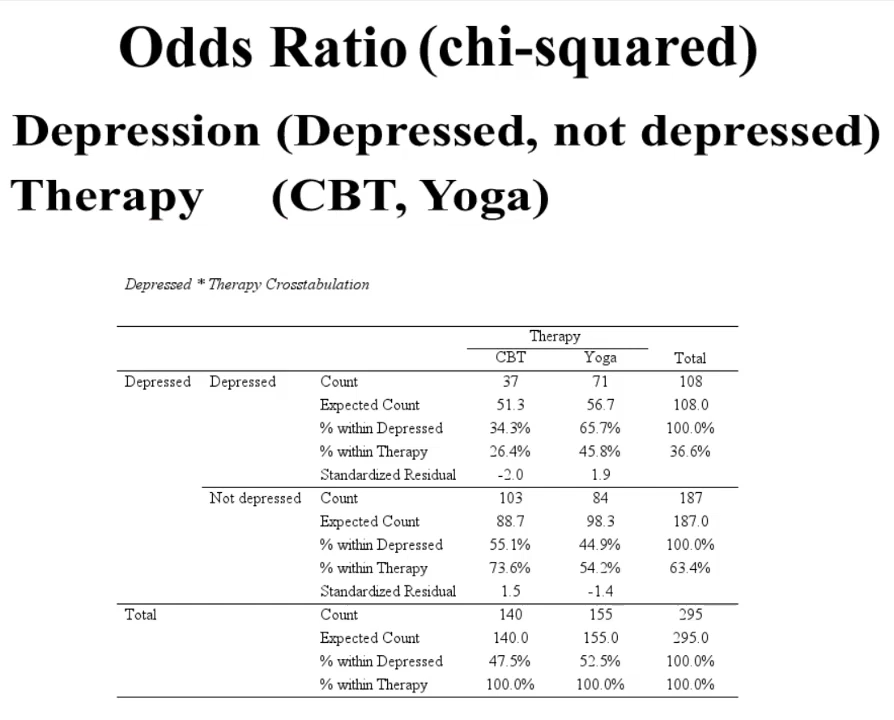 Odds Ratio (chi-squared)
Depression (Depressed, not depressed)
Therapy (CBT, Yoga)
Depressed * Therapy Crosstabulation
Therapy
CBT Yoga Total
Depressed Depressed Count 37 71 108
Expected Count 51.3 56.7 108.0
% within Depressed 34.3% 65.7% 100.0%
% within Therapy 26.4% 45.8% 36.6%
Standardized Residual -2.0 1.9
Not depressed Count 103 84 187
Expected Count 88.7 98.3 187.0
% within Depressed 55.1% 44.9% 100.0%
% within Therapy 73.6% 54.2% 63.4%
Standardized Residual 1.5 -1.4
Total Count 140 155 295
Expected Count 140.0 155.0 295.0
% within Depressed 47.5% 52.5% 100.0%
% within Therapy 100.0% 100.0% 100.0%